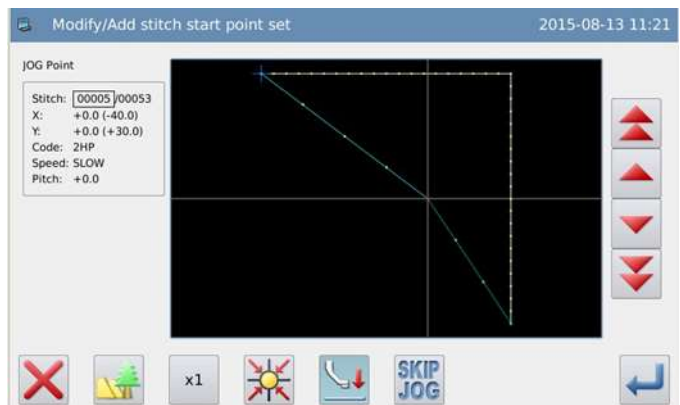 Modify/Add stitch start point set 2015-08-13 11:21
JOG Point
Stitch: 00005/00053
X: +0.0 (-40.0)
Y: +0.0 (+30.0)
Code: 2HP
Speed: SLOW
Pitch: +0.0
x1
SKIP
JOG